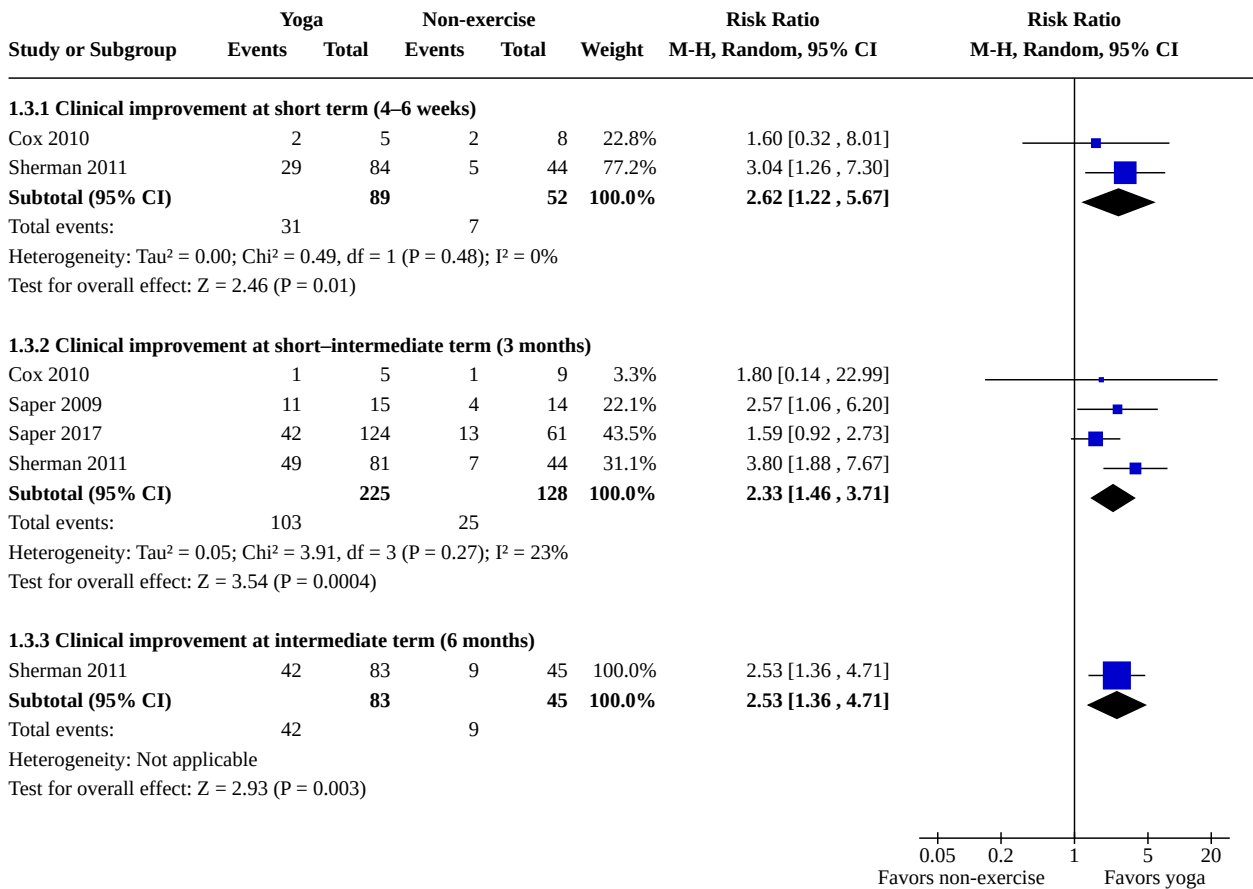 Yoga Non-exercise Risk Ratio Risk Ratio
Study or Subgroup Events Total Events Total Weight M-H, Random, 95% CI M-H, Random, 95% CI
1.3.1 Clinical improvement at short term (4–6 weeks)
Cox 2010 2 5 2 8 22.8% 1.60 [0.32 , 8.01]
Sherman 2011 29 84 5 44 77.2% 3.04 [1.26 , 7.30]
Subtotal (95% CI) 89 52 100.0% 2.62 [1.22 , 5.67]
Total events: 31 7
Heterogeneity: Tau² = 0.00; Chi² = 0.49, df = 1 (P = 0.48); I² = 0%
Test for overall effect: Z = 2.46 (P = 0.01)
1.3.2 Clinical improvement at short–intermediate term (3 months)
Cox 2010 1 5 1 9 3.3% 1.80 [0.14 , 22.99]
Saper 2009 11 15 4 14 22.1% 2.57 [1.06 , 6.20]
Saper 2017 42 124 13 61 43.5% 1.59 [0.92 , 2.73]
Sherman 2011 49 81 7 44 31.1% 3.80 [1.88 , 7.67]
Subtotal (95% CI) 225 128 100.0% 2.33 [1.46 , 3.71]
Total events: 103 25
Heterogeneity: Tau² = 0.05; Chi² = 3.91, df = 3 (P = 0.27); I² = 23%
Test for overall effect: Z = 3.54 (P = 0.0004)
1.3.3 Clinical improvement at intermediate term (6 months)
Sherman 2011 42 83 9 45 100.0% 2.53 [1.36 , 4.71]
Subtotal (95% CI) 83 45 100.0% 2.53 [1.36 , 4.71]
Total events: 42 9
Heterogeneity: Not applicable
Test for overall effect: Z = 2.93 (P = 0.003)
0.05 0.2 1 5 20
Favors non-exercise Favors yoga